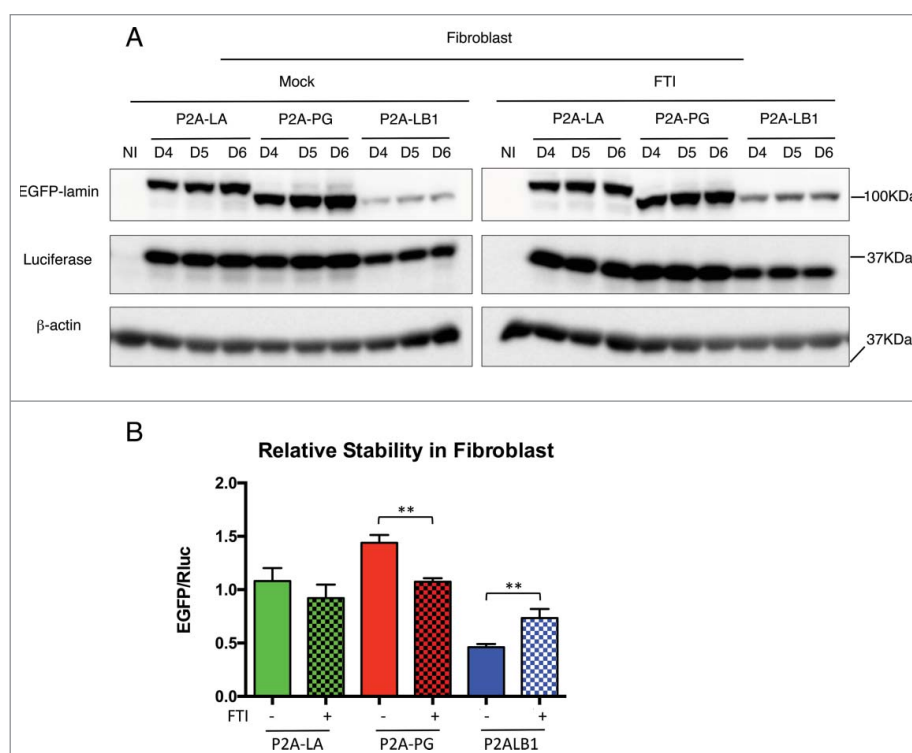 A
Fibroblast
Mock FTI
P2A-LA P2A-PG P2A-LB1 P2A-LA P2A-PG P2A-LB1
NI D4 D5 D6 D4 D5 D6 D4 D5 D6 NI D4 D5 D6 D4 D5 D6 D4 D5 D6
EGFP-lamin 100KDa
Luciferase 37KDa
β-actin 37KDa
B
Relative Stability in Fibroblast
EGFP/Rluc
2.0
1.5
1.0
0.5
0.0
** **
FTI - + - + - +
P2A-LA P2A-PG P2ALB1